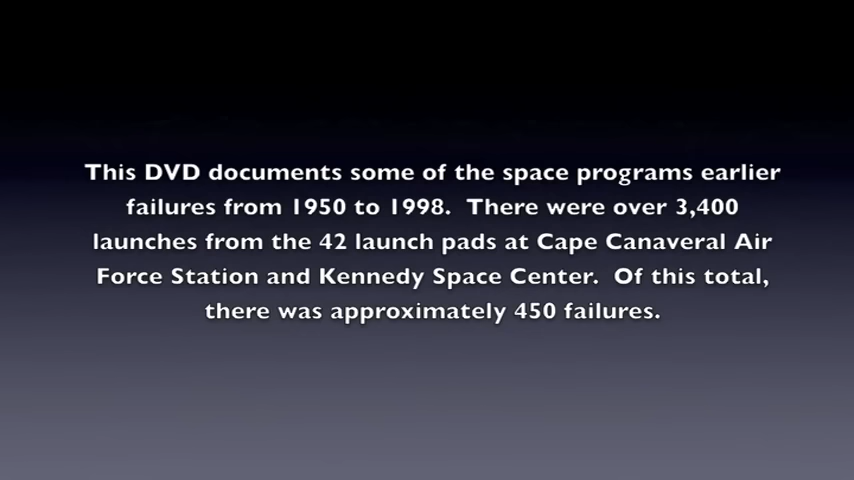 This DVD documents some of the space programs earlier
failures from 1950 to 1998.  There were over 3,400
launches from the 42 launch pads at Cape Canaveral Air
Force Station and Kennedy Space Center.  Of this total,
there was approximately 450 failures.